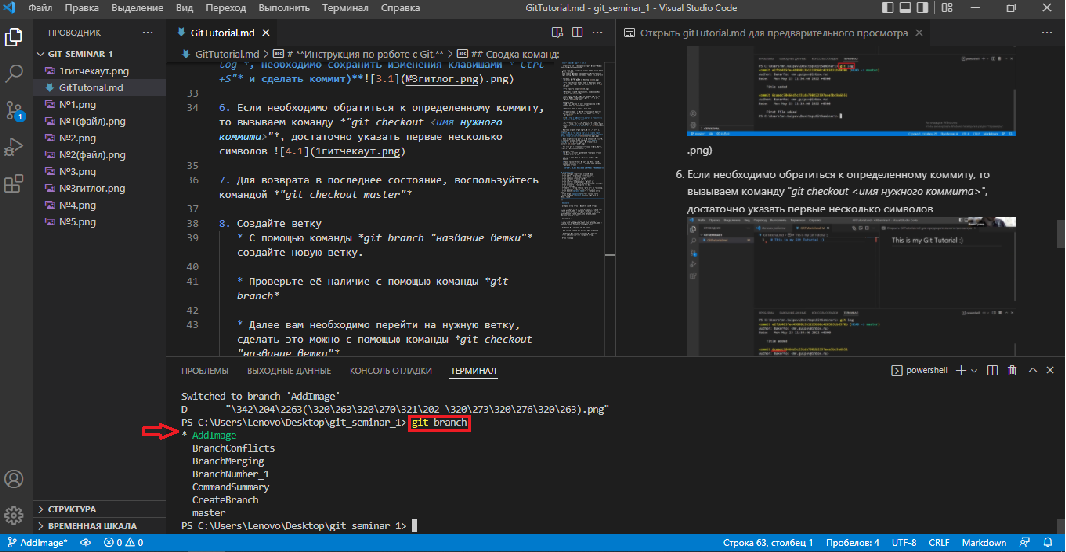 Файл Правка Выделение Вид Переход Выполнить Терминал Справка
GitTutorial.md - git_seminar_1 - Visual Studio Code
ПРОВОДНИК
GIT-SEMINAR-1
1гитчекаут.png
GitTutorial.md
№1.png
№1(файл).png
№2.png
№2(файл).png
№3.png
№3гитлог.png
№4.png
№5.png
СТРУКТУРА
ВРЕМЕННАЯ ШКАЛА
GitTutorial.md
GitTutorial.md > # **Инструкция по работе с Git.** > ## Сводка команд:
log"*, необходимо сохранить изменения клавишами *"Ctrl
+S"* и сделать коммит)**![3.1](№3гитлог.png).png)
33
34 6. Если необходимо обратиться к определенному коммиту,
то вызываем команду *"git checkout <имя нужного
коммита>"*, достаточно указать первые несколько
символов ![4.1](1гитчекаут.png)
35
36 7. Для возврата в последнее состояние, воспользуйтесь
командой *"git checkout master"*
37
38 8. Создайте ветку
39 * С помощью команды *git branch "название ветки"*
создайте новую ветку.
40
41 * Проверьте её наличие с помощью команды *git
branch*
42
43 * Далее вам необходимо перейти на нужную ветку,
сделать это можно с помощью команды *git checkout
"название ветки"*
Открыть gitTutorial.md для предварительного просмотра
.png)
6. Если необходимо обратиться к определенному коммиту, то
вызываем команду "git checkout <имя нужного коммита>",
достаточно указать первые несколько символов
This is my Git Tutorial
ПРОБЛЕМЫ ВЫХОДНЫЕ ДАННЫЕ КОНСОЛЬ ОТЛАДКИ ТЕРМИНАЛ
powershell
Switched to branch 'AddImage'
D "\342\204\2263(\320\263\320\270\321\202 \320\273\320\276\320\263).png"
PS C:\Users\Lenovo\Desktop\git_seminar_1> git branch
* AddImage
BranchConflicts
BranchMerging
BranchNumber_1
CommandSummary
CreateBranch
master
PS C:\Users\Lenovo\Desktop\git_seminar_1>
AddImage* 0 0 Строка 63, столбец 1 Пробелов: 4 UTF-8 CRLF Markdown